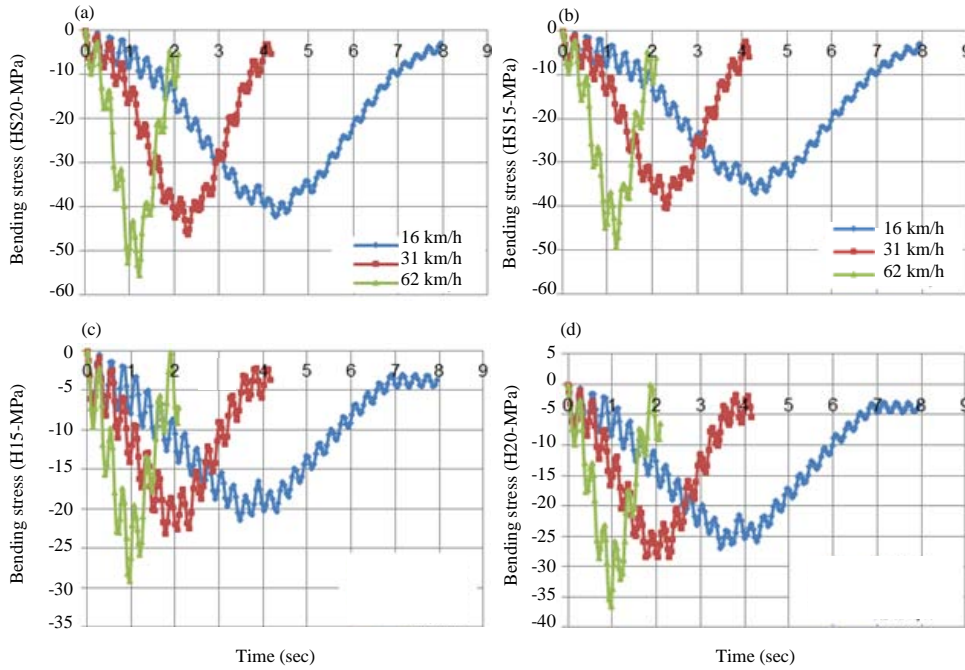 (a)
Bending stress (HS20-MPa)
0
-10
-20
-30
-40
-50
-60
0 1 2 3 4 5 6 7 8 9
16 km/h
31 km/h
62 km/h
(b)
Bending stress (HS15-MPa)
0
-10
-20
-30
-40
-50
-60
0 1 2 3 4 5 6 7 8 9
16 km/h
31 km/h
62 km/h
(c)
Bending stress (H15-MPa)
0
-5
-10
-15
-20
-25
-30
-35
0 1 2 3 4 5 6 7 8 9
Time (sec)
(d)
Bending stress (H20-MPa)
5
0
-5
-10
-15
-20
-25
-30
-35
-40
0 1 2 3 4 5 6 7 8 9
Time (sec)